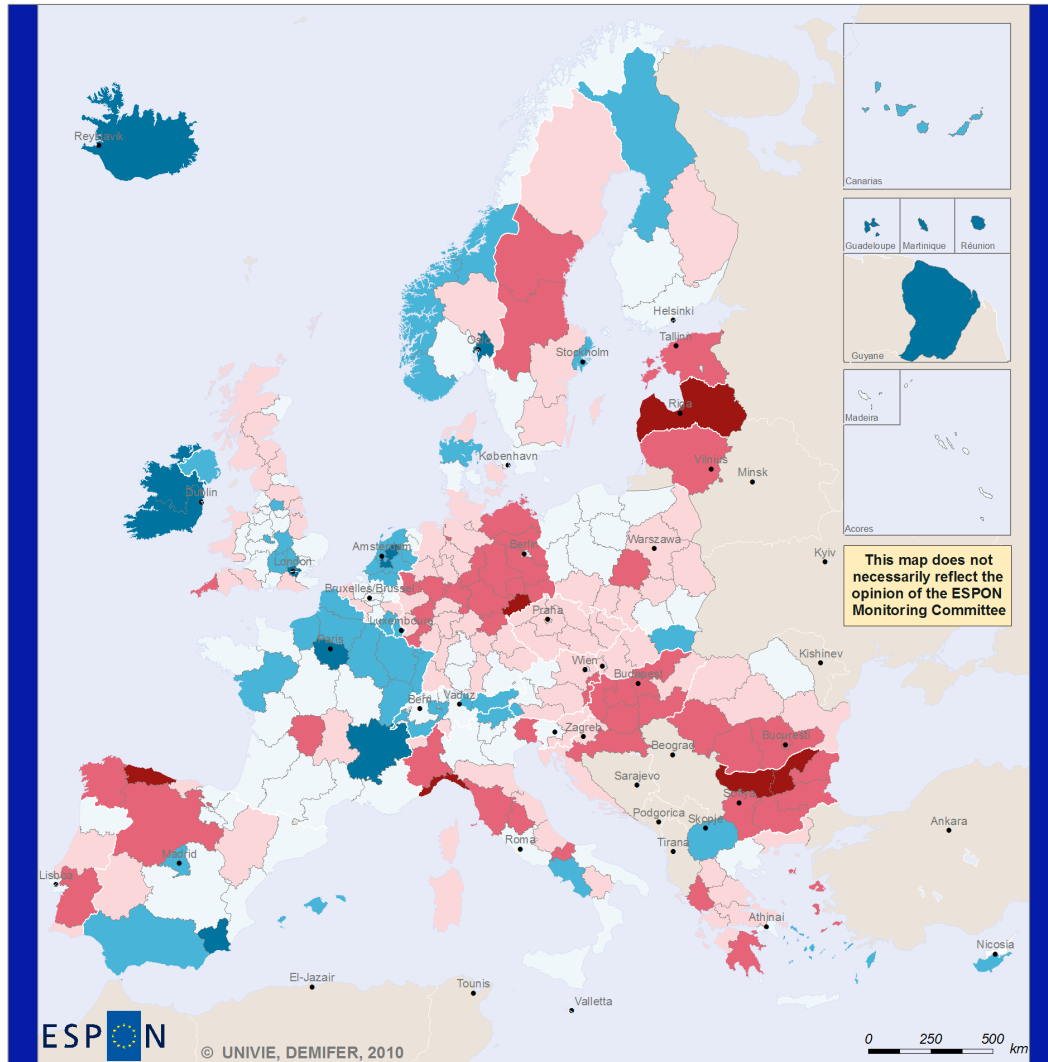 Reykjavik
Canarias
Guadeloupe
Martinique
Réunion
Guyane
Madeira
Acores
Helsinki
Oslo
Tallinn
Stockholm
Riga
København
Vilnius
Minsk
Dublin
Amsterdam
Berlin
Warszawa
London
Kyiv
Bruxelles/Brussel
Praha
Luxembourg
Paris
Kishinev
Wien
Budapest
Bern
Vaduz
Zagreb
Bucuresti
Beograd
Sarajevo
Sofiya
Podgorica
Skopje
Ankara
Roma
Tirana
Madrid
Lisboa
Athinai
Nicosia
El-Jazair
Tounis
Valletta
This map does not
necessarily reflect the
opinion of the ESPON
Monitoring Committee
ESPON
© UNIVIE, DEMIFER, 2010
0 250 500
km